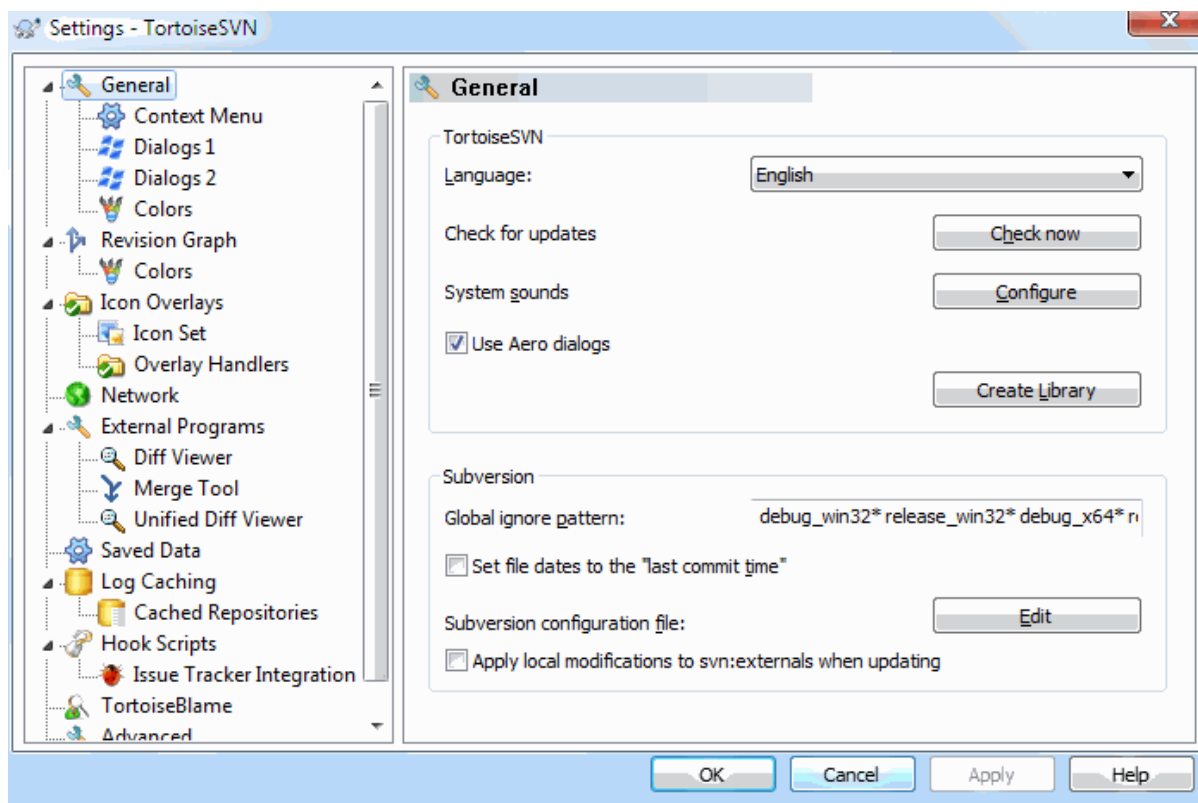 Settings - TortoiseSVN
General
Context Menu
Dialogs 1
Dialogs 2
Colors
Revision Graph
Colors
Icon Overlays
Icon Set
Overlay Handlers
Network
External Programs
Diff Viewer
Merge Tool
Unified Diff Viewer
Saved Data
Log Caching
Cached Repositories
Hook Scripts
Issue Tracker Integration
TortoiseBlame
Advanced
General
TortoiseSVN
Language: English
Check for updates Check now
System sounds Configure
Use Aero dialogs
Create Library
Subversion
Global ignore pattern: debug_win32* release_win32* debug_x64*
Set file dates to the "last commit time"
Subversion configuration file: Edit
Apply local modifications to svn:externals when updating
OK Cancel Apply Help